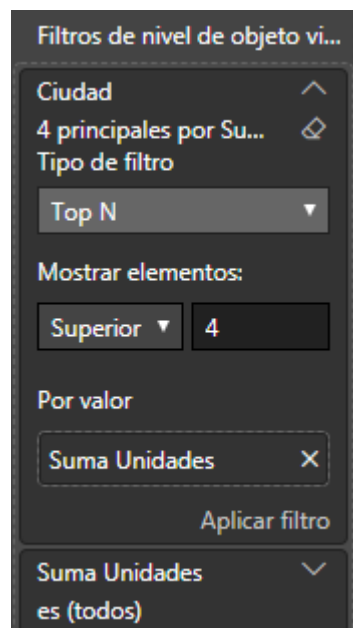 Filtros de nivel de objeto vi...
Ciudad
4 principales por Su...
Tipo de filtro
Top N
Mostrar elementos:
Superior 4
Por valor
Suma Unidades
Aplicar filtro
Suma Unidades
es (todos)